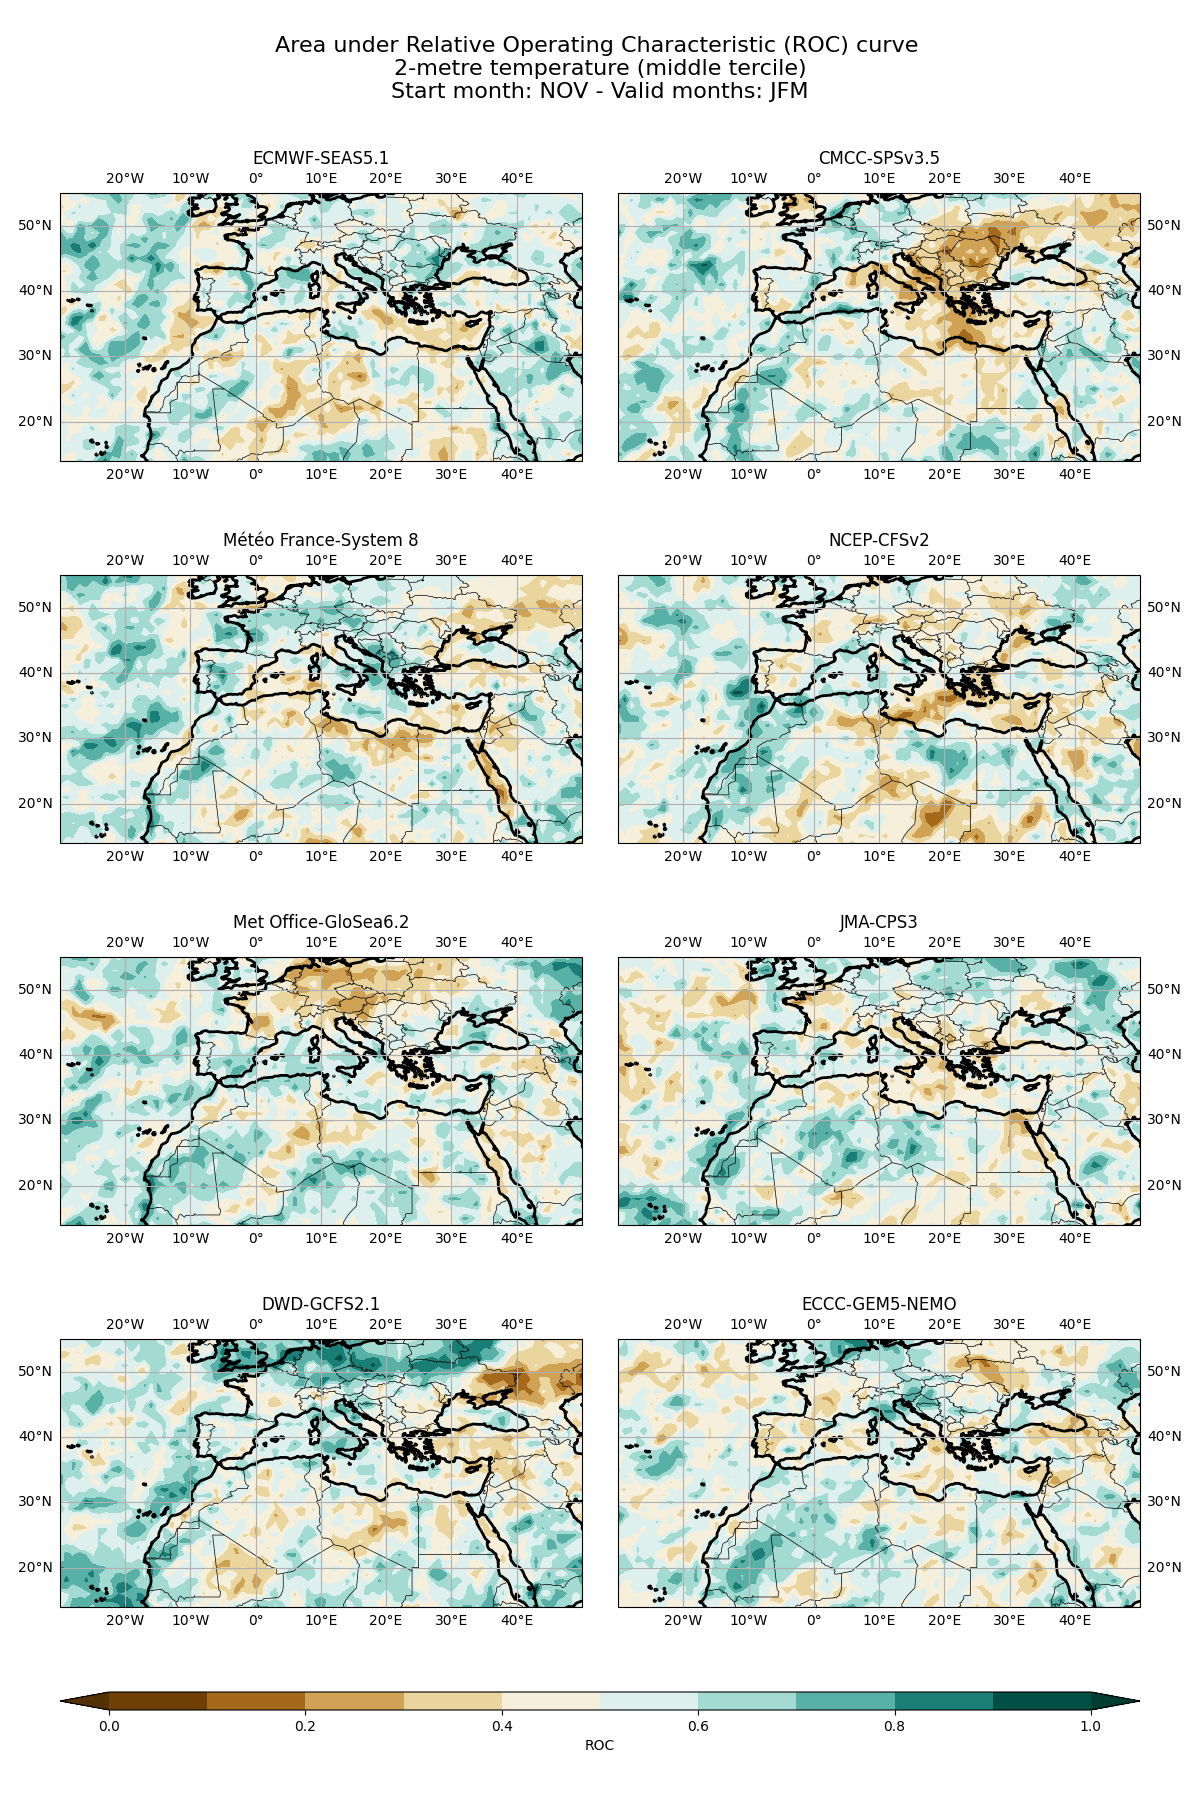 Area under Relative Operating Characteristic (ROC) curve
2-metre temperature (middle tercile)
Start month: NOV - Valid months: JFM
ECMWF-SEAS5.1
20°W 10°W 0° 10°E 20°E 30°E 40°E
50°N
40°N
30°N
20°N
20°W 10°W 0° 10°E 20°E 30°E 40°E
CMCC-SPSv3.5
20°W 10°W 0° 10°E 20°E 30°E 40°E
50°N
40°N
30°N
20°N
20°W 10°W 0° 10°E 20°E 30°E 40°E
Météo France-System 8
20°W 10°W 0° 10°E 20°E 30°E 40°E
50°N
40°N
30°N
20°N
20°W 10°W 0° 10°E 20°E 30°E 40°E
NCEP-CFSv2
20°W 10°W 0° 10°E 20°E 30°E 40°E
50°N
40°N
30°N
20°N
20°W 10°W 0° 10°E 20°E 30°E 40°E
Met Office-GloSea6.2
20°W 10°W 0° 10°E 20°E 30°E 40°E
50°N
40°N
30°N
20°N
20°W 10°W 0° 10°E 20°E 30°E 40°E
JMA-CPS3
20°W 10°W 0° 10°E 20°E 30°E 40°E
50°N
40°N
30°N
20°N
20°W 10°W 0° 10°E 20°E 30°E 40°E
DWD-GCFS2.1
20°W 10°W 0° 10°E 20°E 30°E 40°E
50°N
40°N
30°N
20°N
20°W 10°W 0° 10°E 20°E 30°E 40°E
ECCC-GEM5-NEMO
20°W 10°W 0° 10°E 20°E 30°E 40°E
50°N
40°N
30°N
20°N
20°W 10°W 0° 10°E 20°E 30°E 40°E
0.0 0.2 0.4 0.6 0.8 1.0
ROC